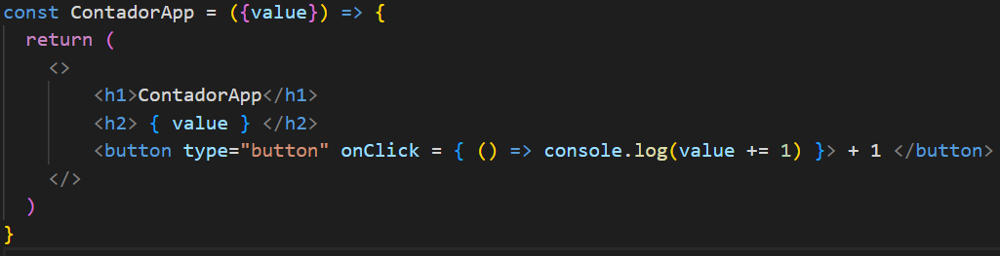 const ContadorApp = ({value}) => {
return (
<>
<h1>ContadorApp</h1>
<h2> { value } </h2>
<button type="button" onClick = { () => console.log(value += 1) }> + 1 </button>
</>
)
}